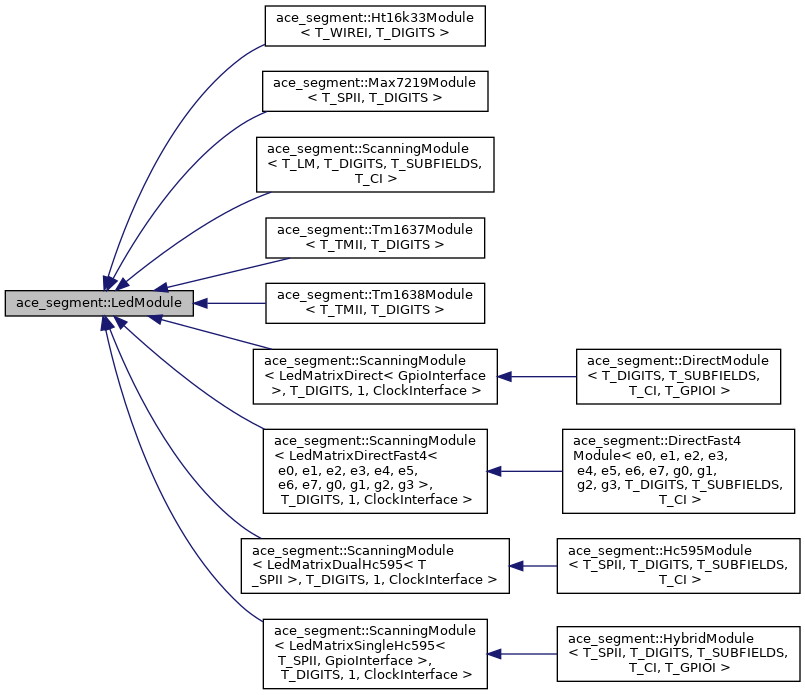 ace_segment::Ht16k33Module
< T_WIREI, T_DIGITS >
ace_segment::Max7219Module
< T_SPII, T_DIGITS >
ace_segment::ScanningModule
< T_LM, T_DIGITS, T_SUBFIELDS,
T_CI >
ace_segment::Tm1637Module
< T_TMII, T_DIGITS >
ace_segment::LedModule
ace_segment::Tm1638Module
< T_TMII, T_DIGITS >
ace_segment::ScanningModule
< LedMatrixDirect< GpioInterface
>, T_DIGITS, 1, ClockInterface >
ace_segment::DirectModule
< T_DIGITS, T_SUBFIELDS,
T_CI, T_GPIOI >
ace_segment::ScanningModule
< LedMatrixDirectFast4<
e0, e1, e2, e3, e4, e5,
e6, e7, g0, g1, g2, g3 >,
T_DIGITS, 1, ClockInterface >
ace_segment::DirectFast4
Module< e0, e1, e2, e3,
e4, e5, e6, e7, g0, g1,
g2, g3, T_DIGITS, T_SUBFIELDS,
T_CI >
ace_segment::ScanningModule
< LedMatrixDualHc595< T
_SPII >, T_DIGITS, 1, ClockInterface >
ace_segment::Hc595Module
< T_SPII, T_DIGITS, T_SUBFIELDS,
T_CI >
ace_segment::ScanningModule
< LedMatrixSingleHc595<
T_SPII, GpioInterface >,
T_DIGITS, 1, ClockInterface >
ace_segment::HybridModule
< T_SPII, T_DIGITS, T_SUBFIELDS,
T_CI, T_GPIOI >